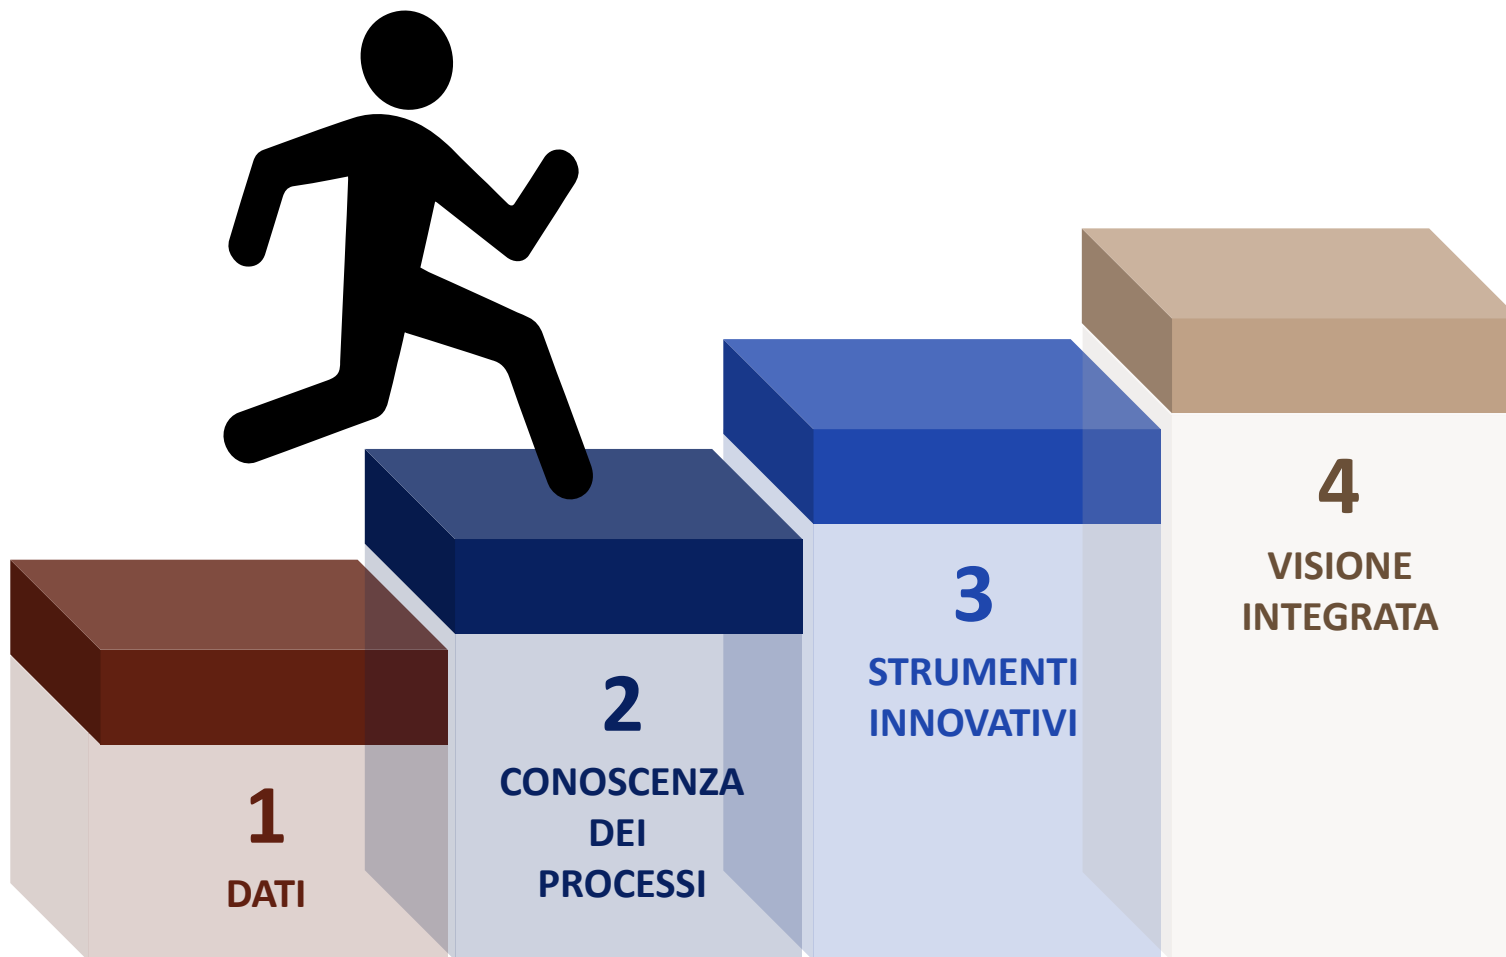 1
DATI
2
CONOSCENZA
DEI
PROCESSI
3
STRUMENTI
INNOVATIVI
4
VISIONE
INTEGRATA